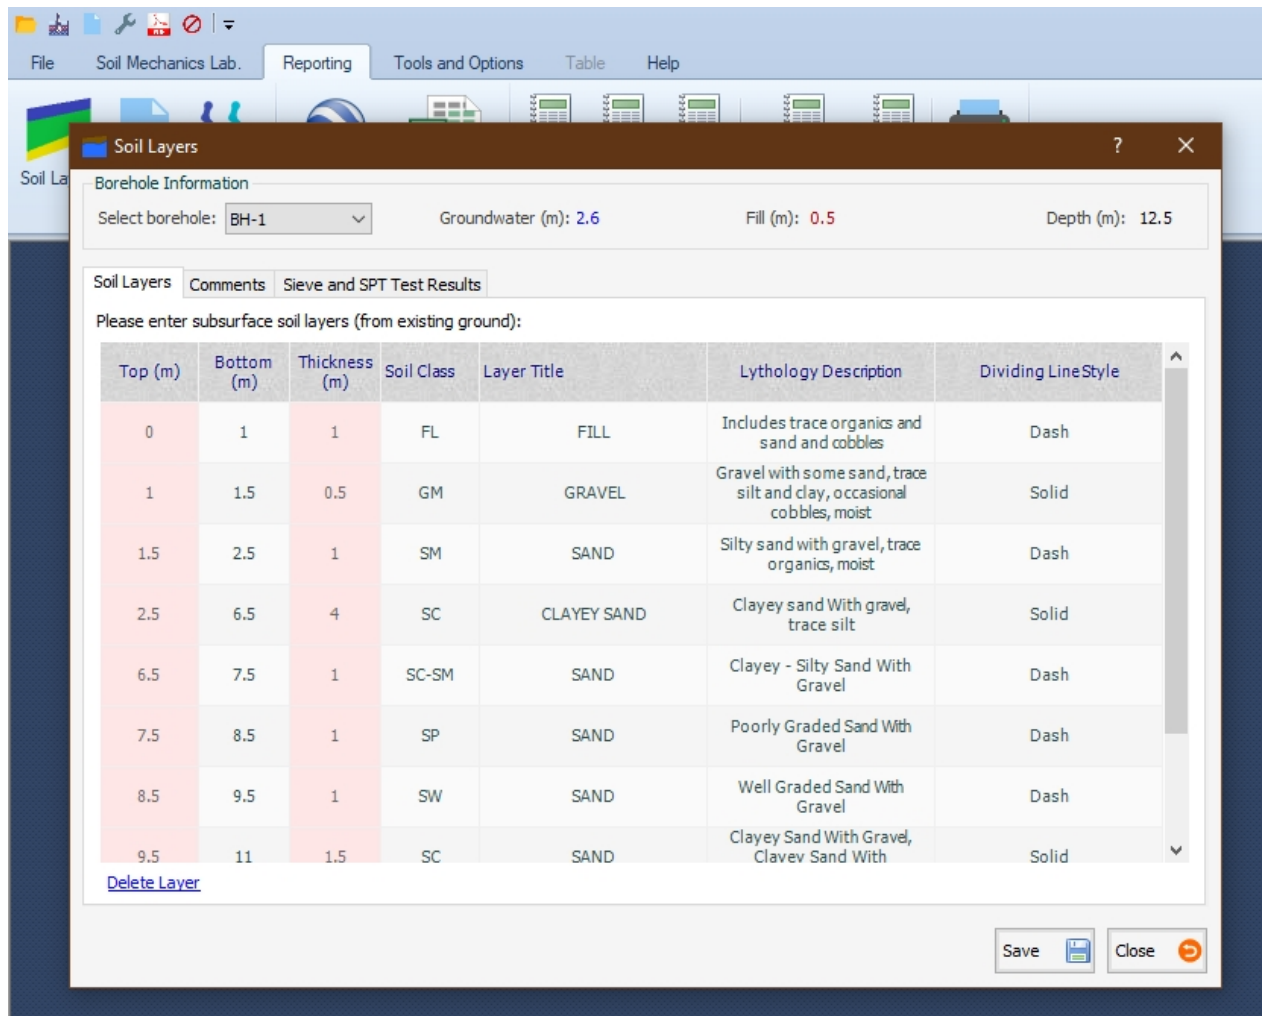 File Soil Mechanics Lab. Reporting Tools and Options Table Help
Soil La
Soil Layers ? 
Borehole Information
Select borehole: BH-1 Groundwater (m): 2.6 Fill (m): 0.5 Depth (m): 12.5
Soil Layers Comments Sieve and SPT Test Results
Please enter subsurface soil layers (from existing ground):
Top (m) Bottom (m) Thickness (m) Soil Class Layer Title Lythology Description Dividing LineStyle
0 1 1 FL FILL Includes trace organics and sand and cobbles Dash
1 1.5 0.5 GM GRAVEL Gravel with some sand, trace silt and clay, occasional cobbles, moist Solid
1.5 2.5 1 SM SAND Silty sand with gravel, trace organics, moist Dash
2.5 6.5 4 SC CLAYEY SAND Clayey sand With gravel, trace silt Solid
6.5 7.5 1 SC-SM SAND Clayey - Silty Sand With Gravel Dash
7.5 8.5 1 SP SAND Poorly Graded Sand With Gravel Dash
8.5 9.5 1 SW SAND Well Graded Sand With Gravel Dash
9.5 11 1.5 SC SAND Clayey Sand With Gravel, Clayey Sand With Solid
Delete Layer
Save Close